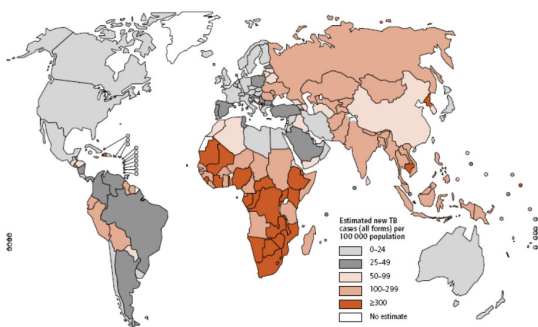 Estimated new TB
cases (all forms) per
100 000 population
0–24
25–49
50–99
100–299
≥300
No estimate